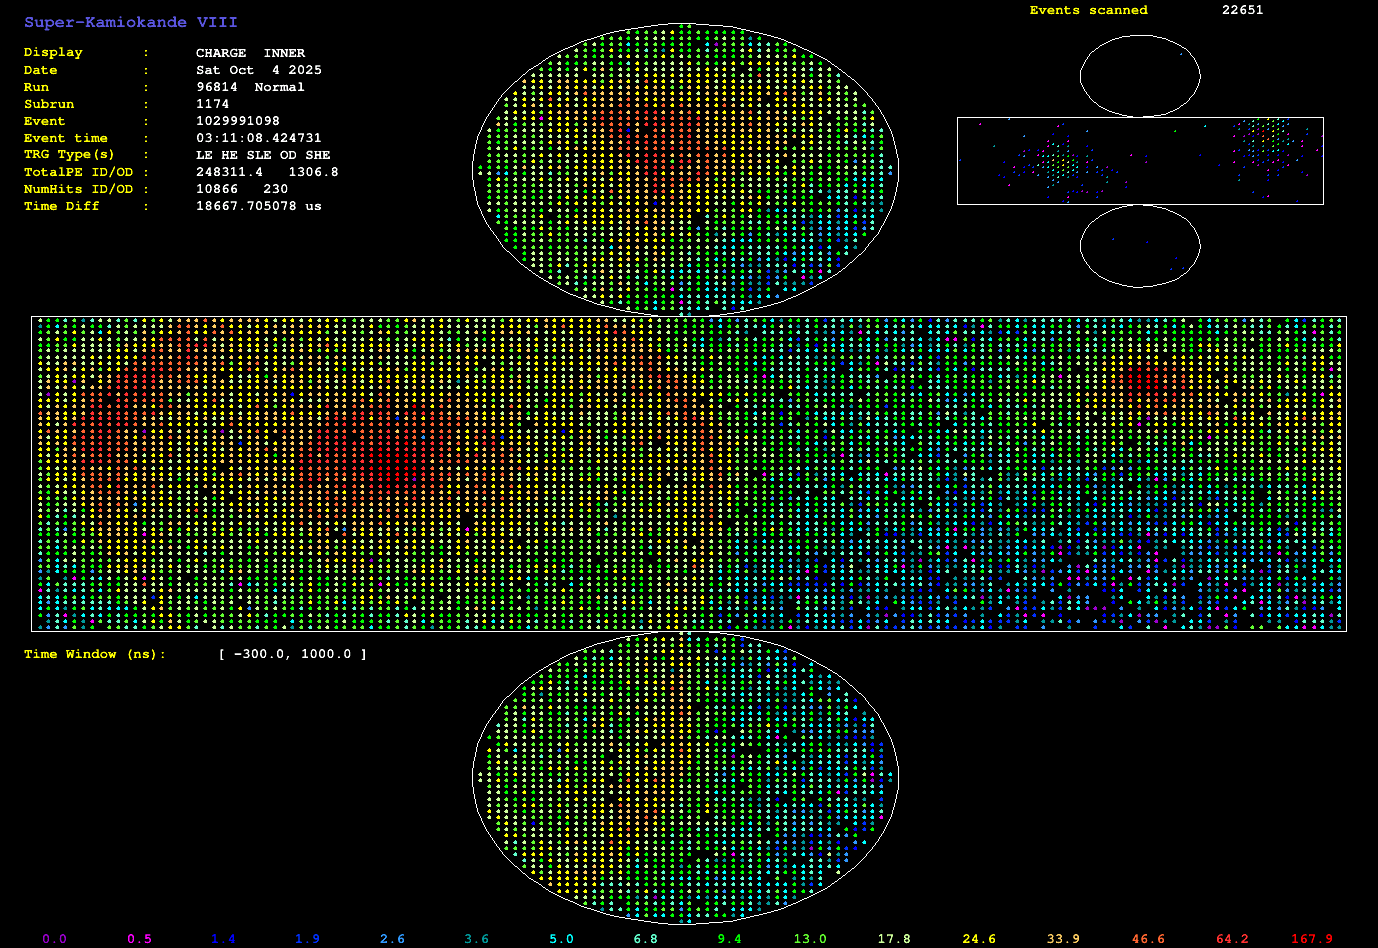 Super-Kamiokande VIII
Events scanned 22651
Display : CHARGE INNER
Date : Sat Oct 4 2025
Run : 96814 Normal
Subrun : 1174
Event : 1029991098
Event time : 03:11:08.424731
TRG Type(s) : LE HE SLE OD SHE
TotalPE ID/OD : 248311.4 1306.8
NumHits ID/OD : 10866 230
Time Diff : 18667.705078 us
Time Window (ns): [ -300.0, 1000.0 ]
0.0 0.5 1.4 1.9 2.6 3.6 5.0 6.8 9.4 13.0 17.8 24.6 33.9 46.6 64.2 167.9